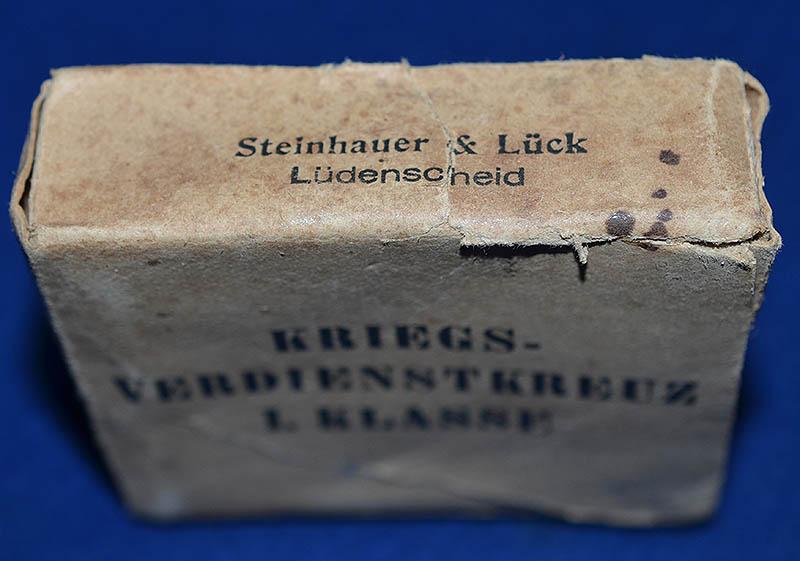 Steinhauer & Lück
Lüdenscheid
KRIEGS-
VERDIENSTKREUZ
I. KLASSE